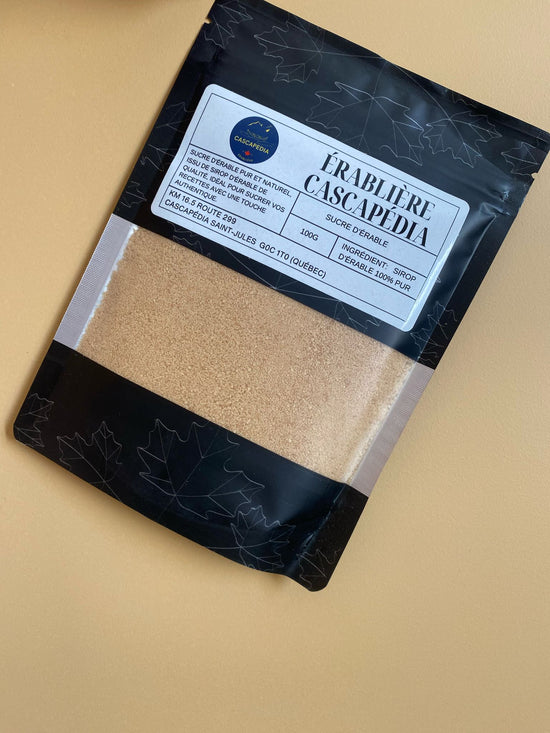 CASCAPÉDIA
ÉRABLIÈRE
CASCAPÉDIA
SUCRE D'ÉRABLE PUR ET NATUREL,
ISSU DE SIROP D'ÉRABLE DE
QUALITÉ, IDÉAL POUR SUCRER VOS
RECETTES AVEC UNE TOUCHE
AUTHENTIQUE.
SUCRE D'ÉRABLE
100G
INGRÉDIENT: SIROP
D'ÉRABLE 100% PUR
KM 16.5 ROUTE 299
CASCAPÉDIA SAINT-JULES G0C 1T0 (QUÉBEC)